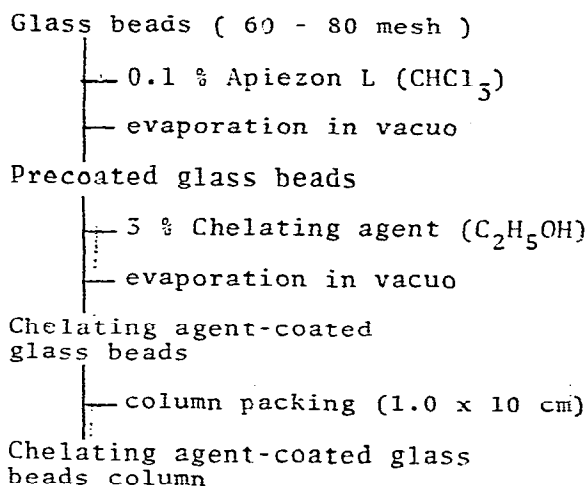 Glass beads ( 60 - 80 mesh )
0.1 % Apiezon L (CHCl3)
evaporation in vacuo
Precoated glass beads
3 % Chelating agent (C2H5OH)
evaporation in vacuo
Chelating agent-coated
glass beads
column packing (1.0 x 10 cm)
Chelating agent-coated glass
beads column